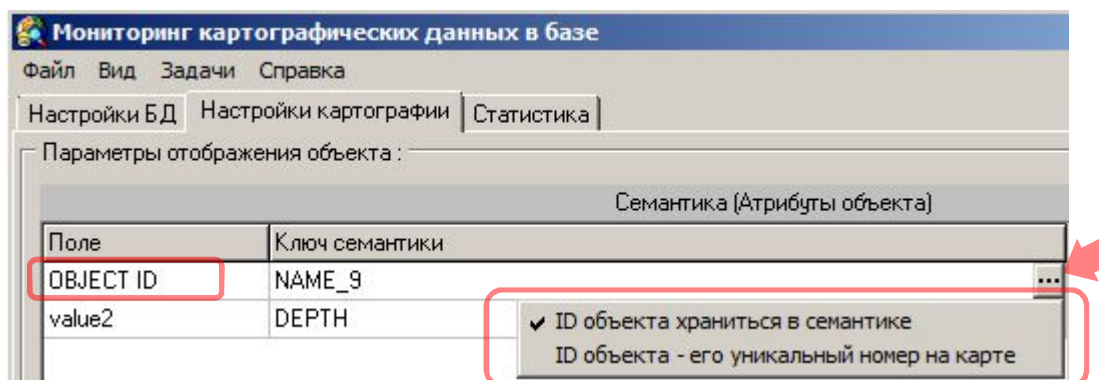 Мониторинг картографических данных в базе
Файл Вид Задачи Справка
Настройки БД Настройки картографии Статистика
Параметры отображения объекта :
Семантика (Атрибуты объекта)
Поле Ключ семантики
OBJECT ID NAME_9 ...
value2 DEPTH
ID объекта храниться в семантике
ID объекта - его уникальный номер на карте